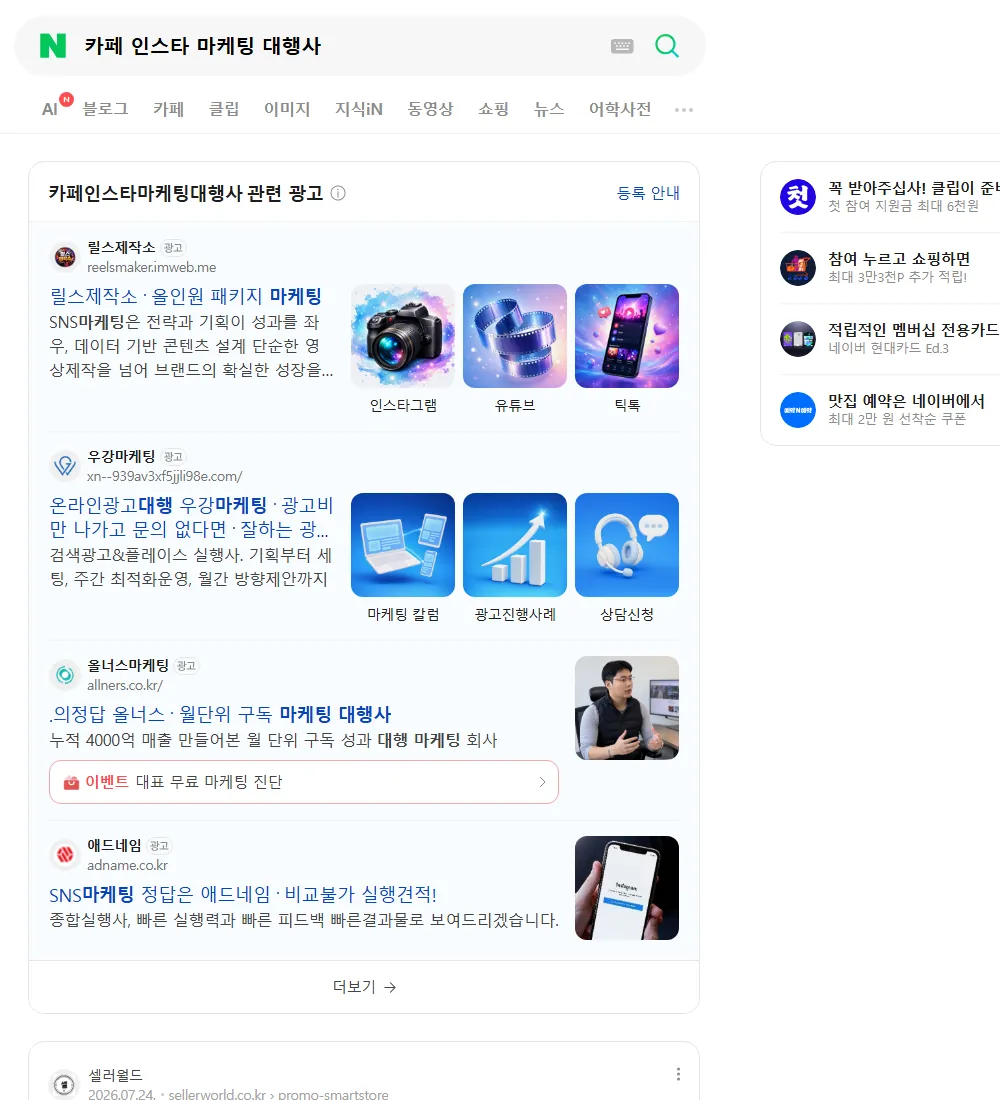 카페 인스타 마케팅 대행사
AI N 블로그 카페 클립 이미지 지식iN 동영상 쇼핑 뉴스 어학사전
카페인스타마케팅대행사 관련 광고
등록 안내
릴스제작소 광고
reelsmaker.imweb.me
릴스제작소 · 올인원 패키지 마케팅
SNS마케팅은 전략과 기획이 성과를 좌
우, 데이터 기반 콘텐츠 설계 단순한 영
상제작을 넘어 브랜드의 확실한 성장을...
인스타그램 유튜브 틱톡
우강마케팅 광고
xn--939av3xf5jjli98e.com/
온라인광고대행 우강마케팅 · 광고비
만 나가고 문의 없다면 · 잘하는 광...
검색광고&플레이스 실행사. 기획부터 세
팅, 주간 최적화운영, 월간 방향제안까지
마케팅 칼럼 광고진행사례 상담신청
올너스마케팅 광고
allners.co.kr/
.의정답 올너스 · 월단위 구독 마케팅 대행사
누적 4000억 매출 만들어본 월 단위 구독 성과 대행 마케팅 회사
이벤트 대표 무료 마케팅 진단
애드네임 광고
adname.co.kr
SNS마케팅 정답은 애드네임 · 비교불가 실행견적!
종합실행사, 빠른 실행력과 빠른 피드백 빠른결과물로 보여드리겠습니다.
Instagram
더보기 →
셀러월드
2026.07.24. · sellerworld.co.kr › promo-smartstore
첫
꼭 받아주십사! 클립이 준비
첫 참여 지원금 최대 6천원
참여 누르고 쇼핑하면
최대 3만3천P 추가 적립!
적립적인 멤버십 전용카드
네이버 현대카드 Ed.3
맛집 예약은 네이버에서
최대 2만 원 선착순 쿠폰